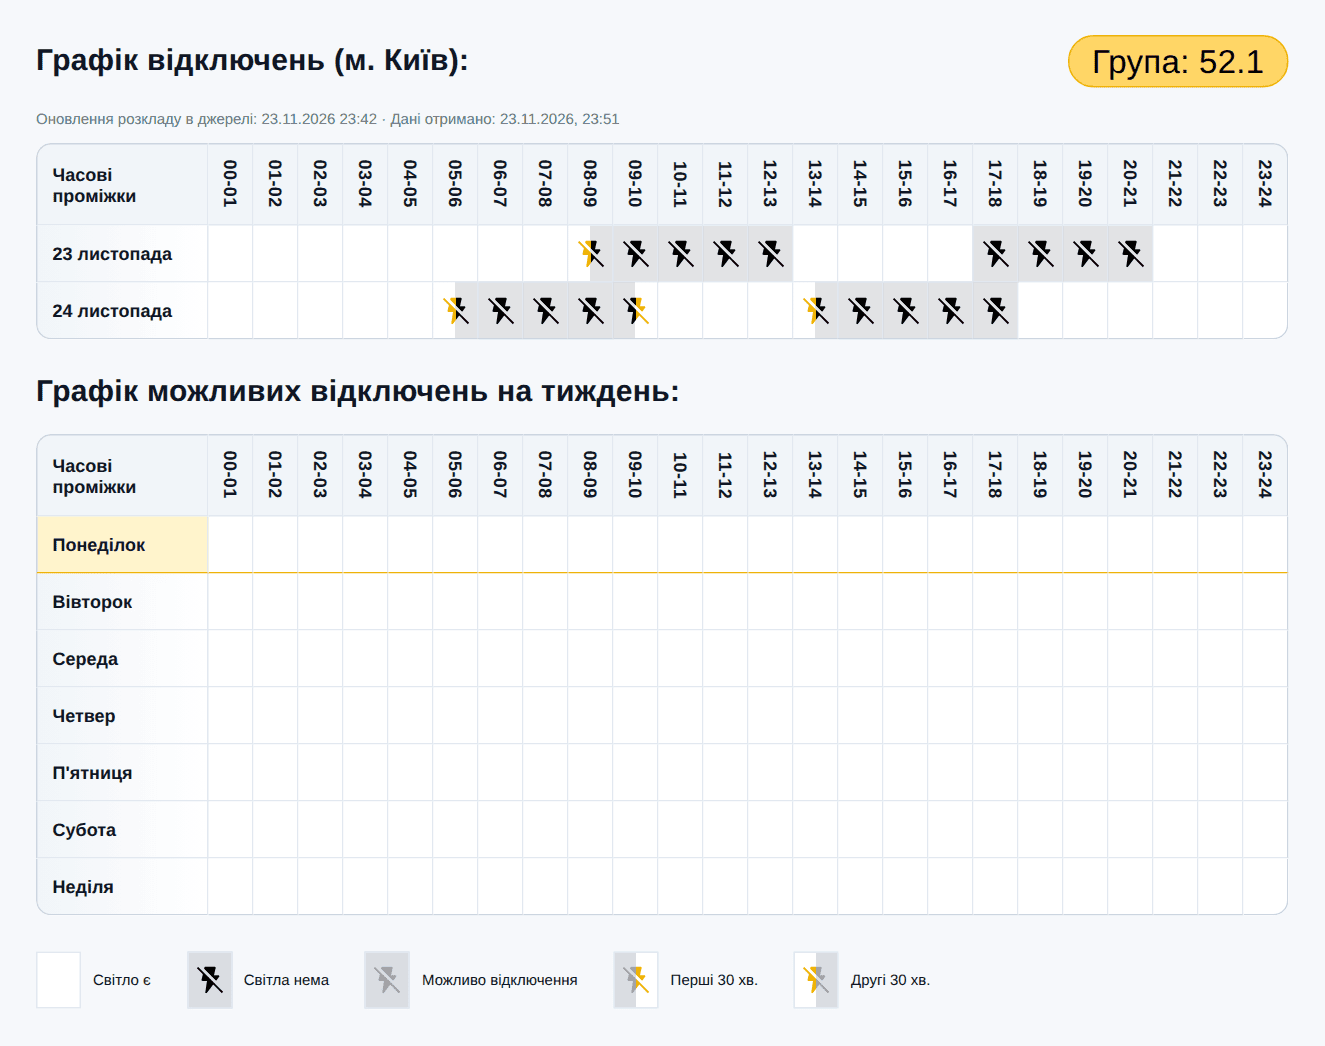 Графік відключень (м. Київ):
Група: 52.1
Оновлення розкладу в джерелі: 23.11.2026 23:42 · Дані отримано: 23.11.2026, 23:51
Часові проміжки 00-01 01-02 02-03 03-04 04-05 05-06 06-07 07-08 08-09 09-10 10-11 11-12 12-13 13-14 14-15 15-16 16-17 17-18 18-19 19-20 20-21 21-22 22-23 23-24
23 листопада
24 листопада
Графік можливих відключень на тиждень:
Часові проміжки 00-01 01-02 02-03 03-04 04-05 05-06 06-07 07-08 08-09 09-10 10-11 11-12 12-13 13-14 14-15 15-16 16-17 17-18 18-19 19-20 20-21 21-22 22-23 23-24
Понеділок
Вівторок
Середа
Четвер
П'ятниця
Субота
Неділя
Світло є Світла нема Можливо відключення Перші 30 хв. Другі 30 хв.